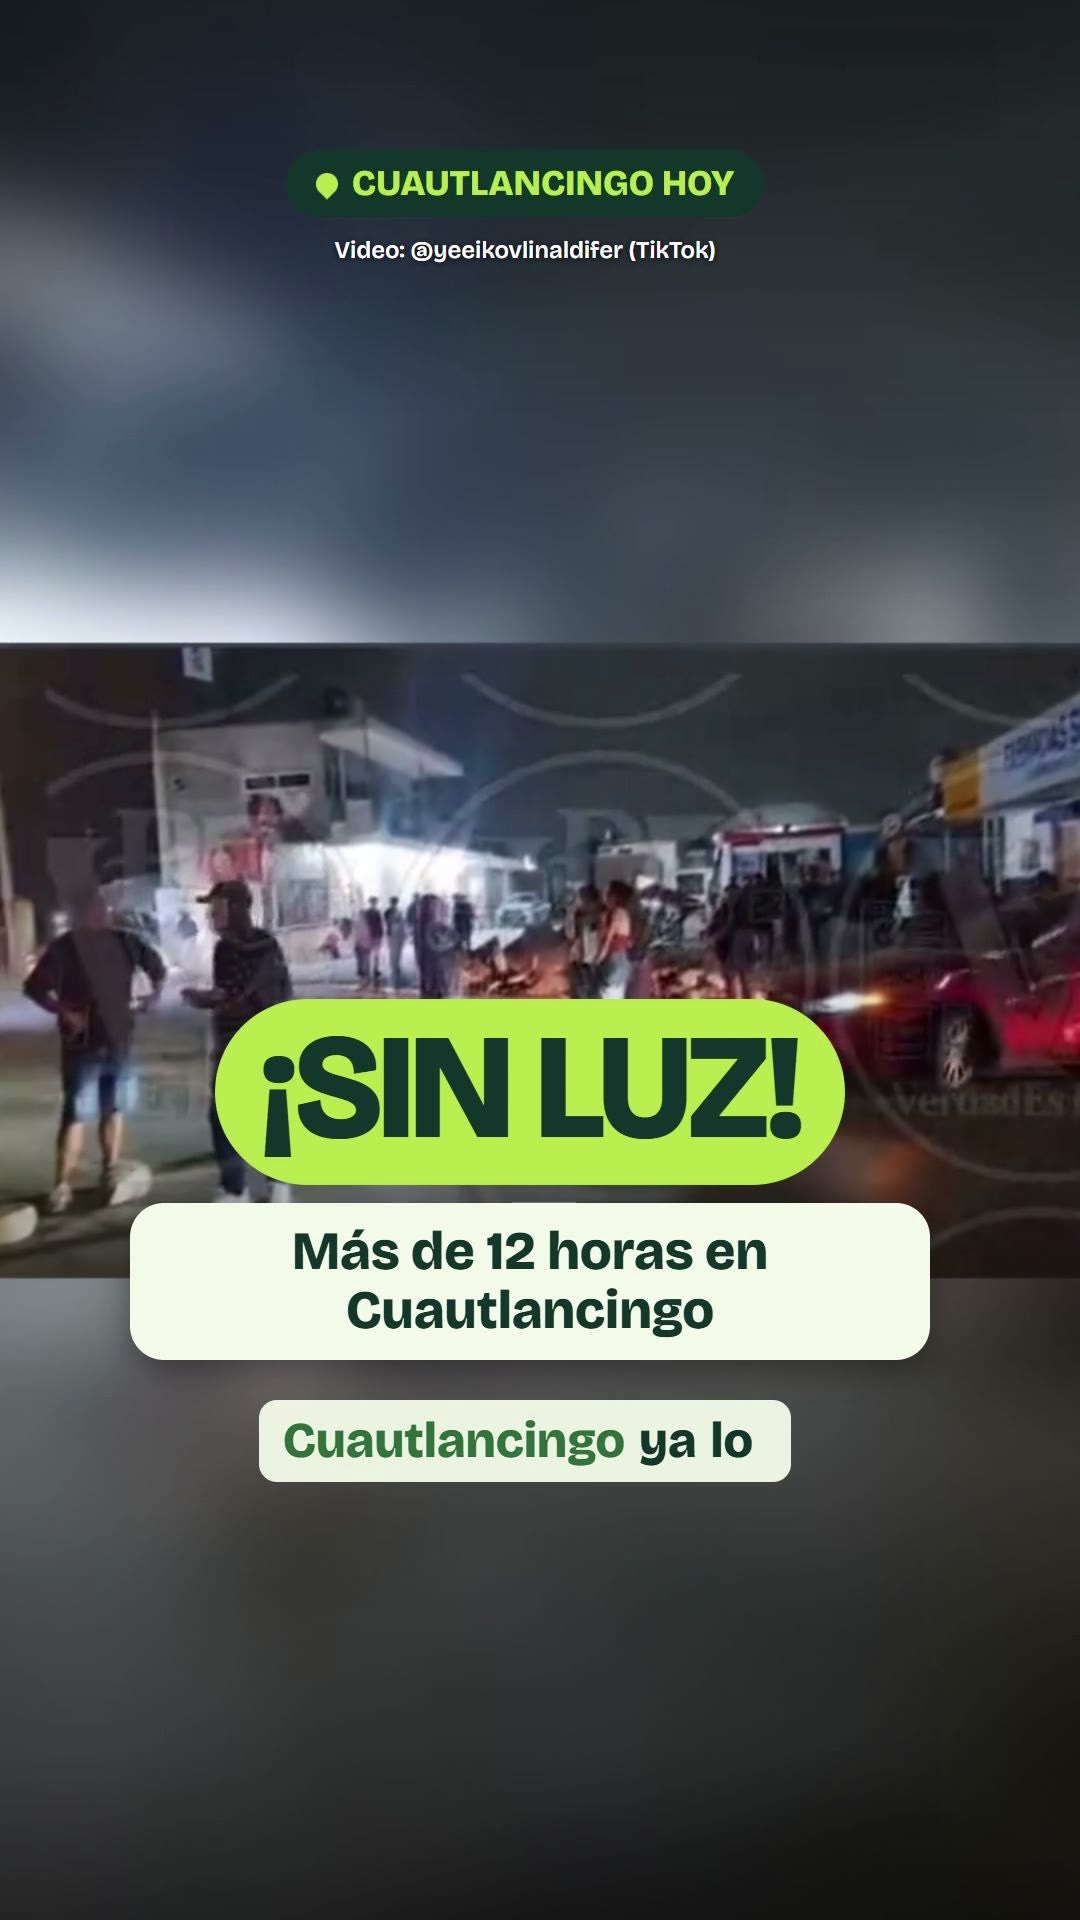 CUAUTLANCINGO HOY
Video: @yeeikovlinaldifer (TikTok)
¡SIN LUZ!
Más de 12 horas en
Cuautlancingo
Cuautlancingo ya lo